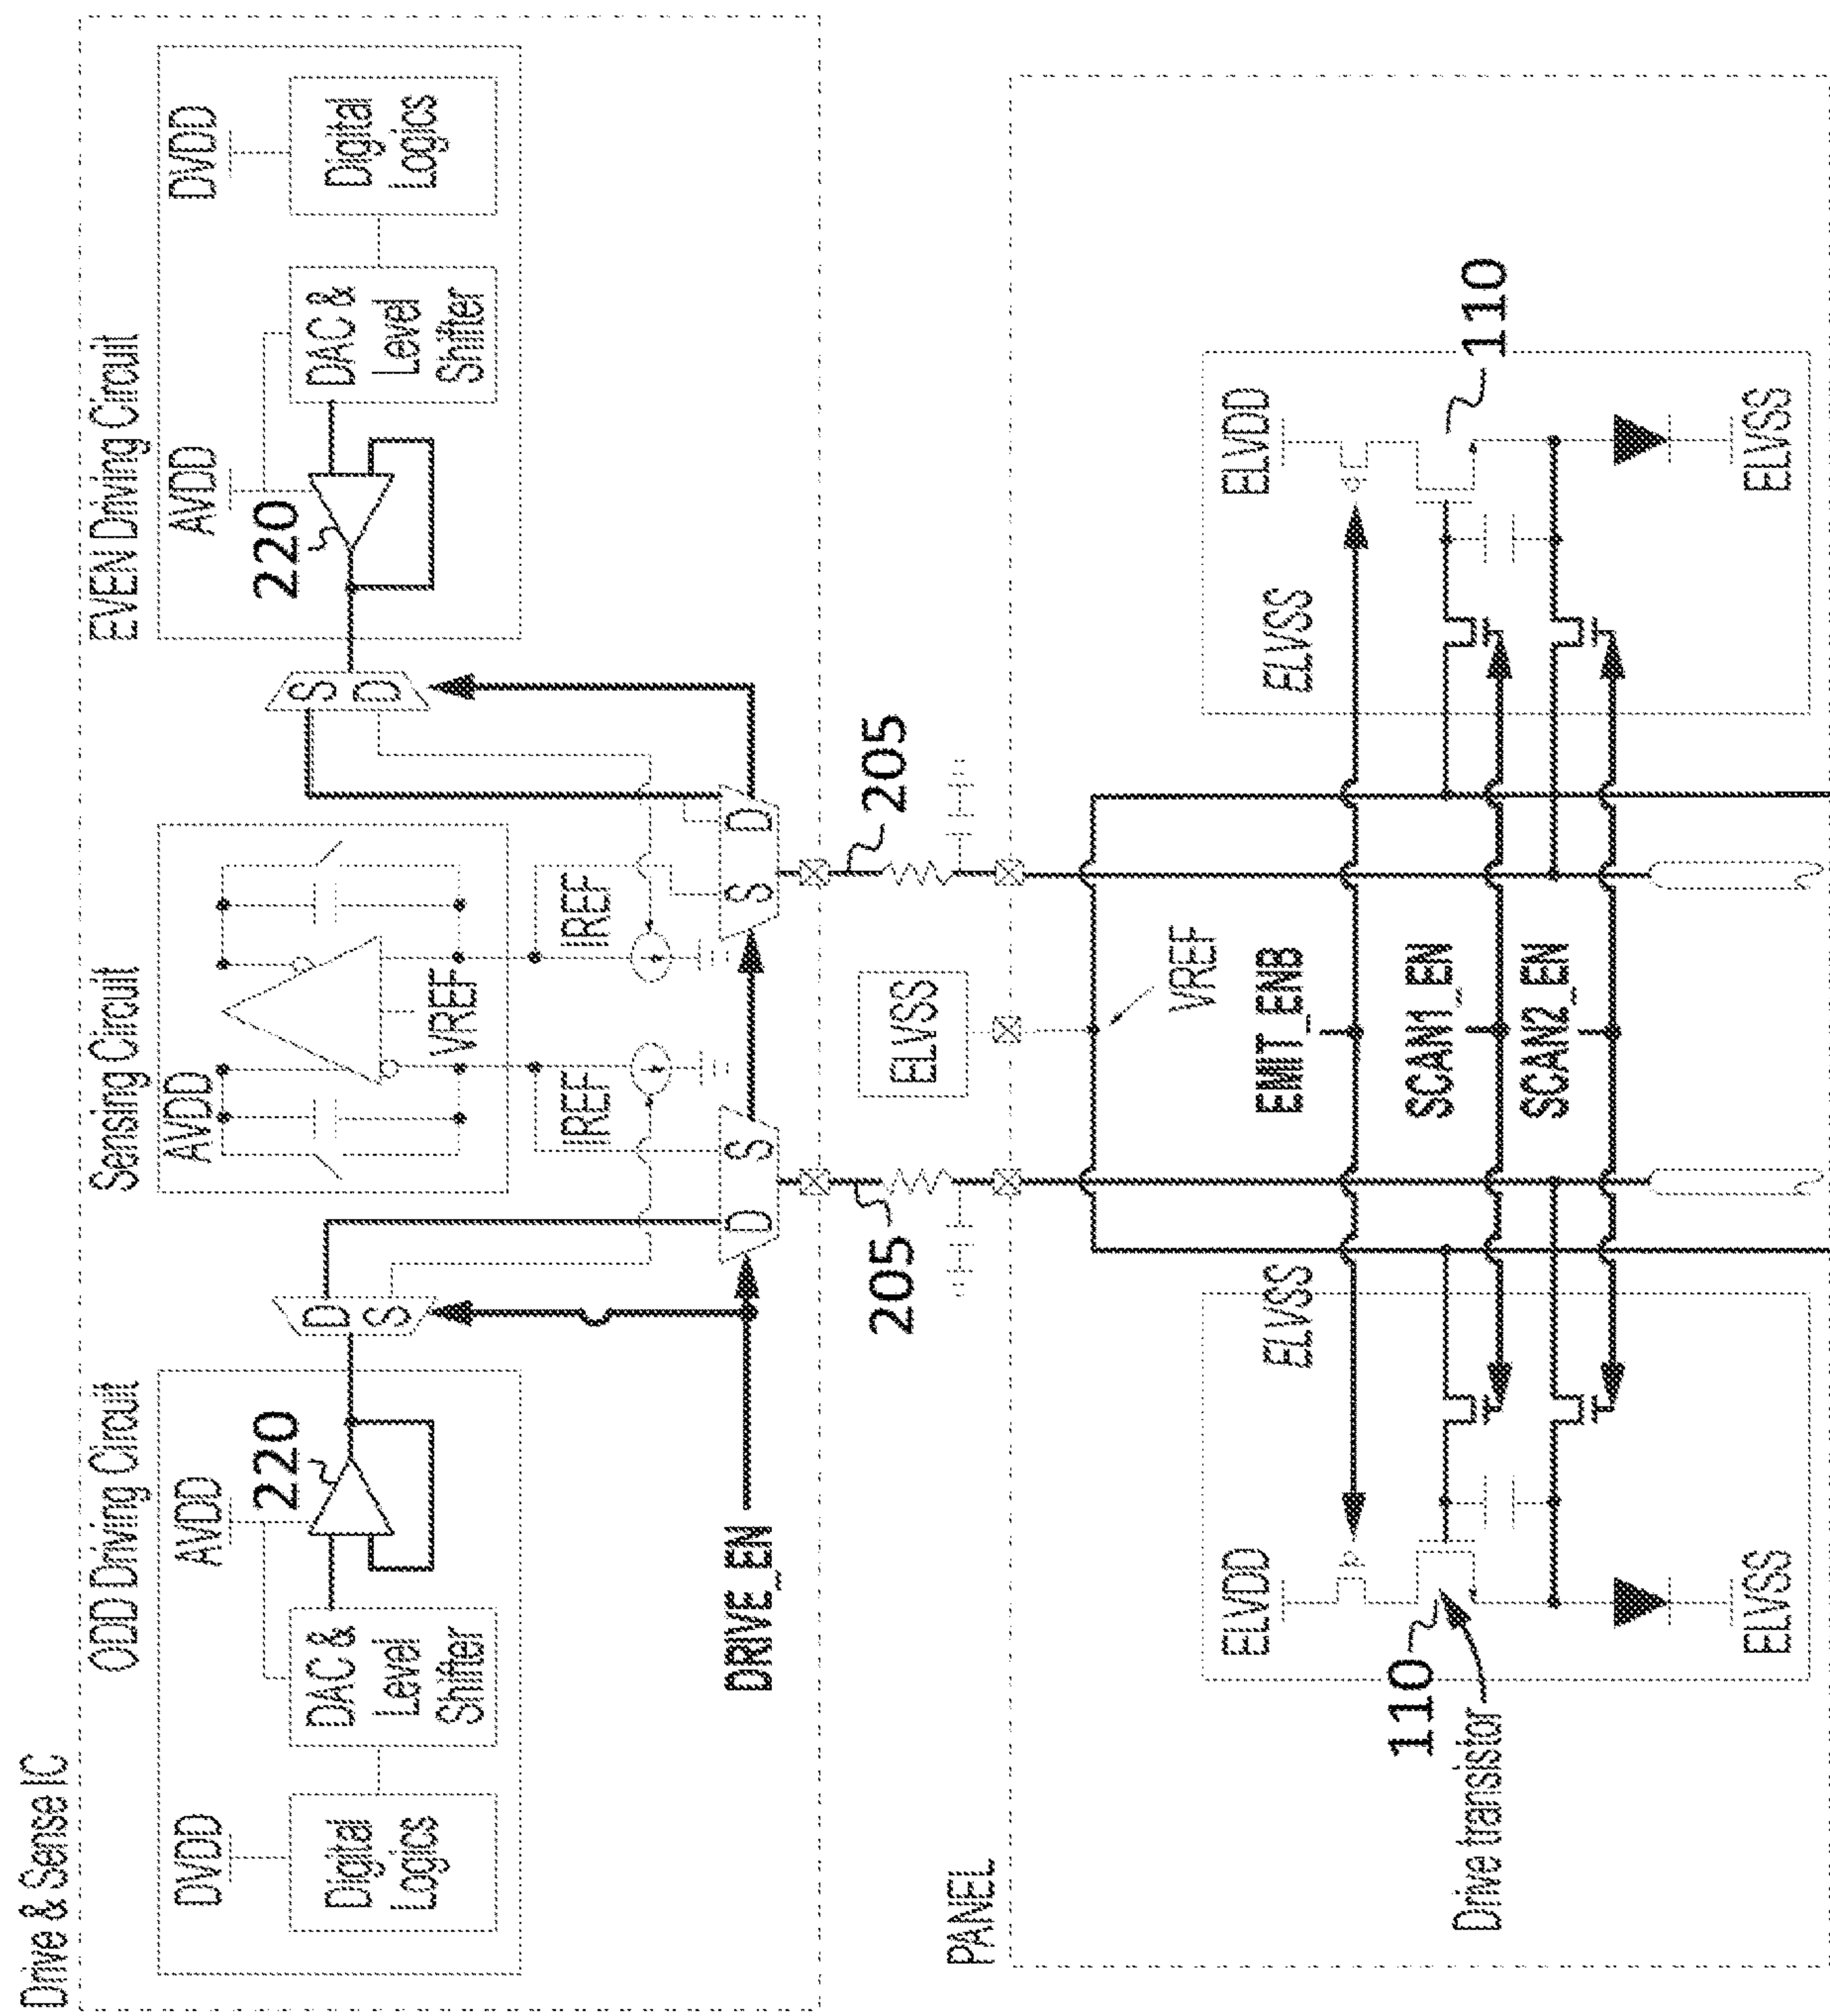 Drive & Sense IC
ODD Driving Circuit
Sensing Circuit
EVEN Driving Circuit
DVDD
AVDD
AVDD
AVDD
DVDD
220
220
Digital
Logics
DAC &
Level
Shifter
VREF
DAC &
Level
Shifter
Digital
Logics
D
S
S
D
IREF
IREF
DRIVE_EN
D
S
S
D
205
205
ELVSS
PANEL
VREF
ELVDD
ELVSS
EMIT_ENB
ELVSS
ELVDD
110
SCAN1_EN
110
Drive transistor
SCAN2_EN
ELVSS
ELVSS